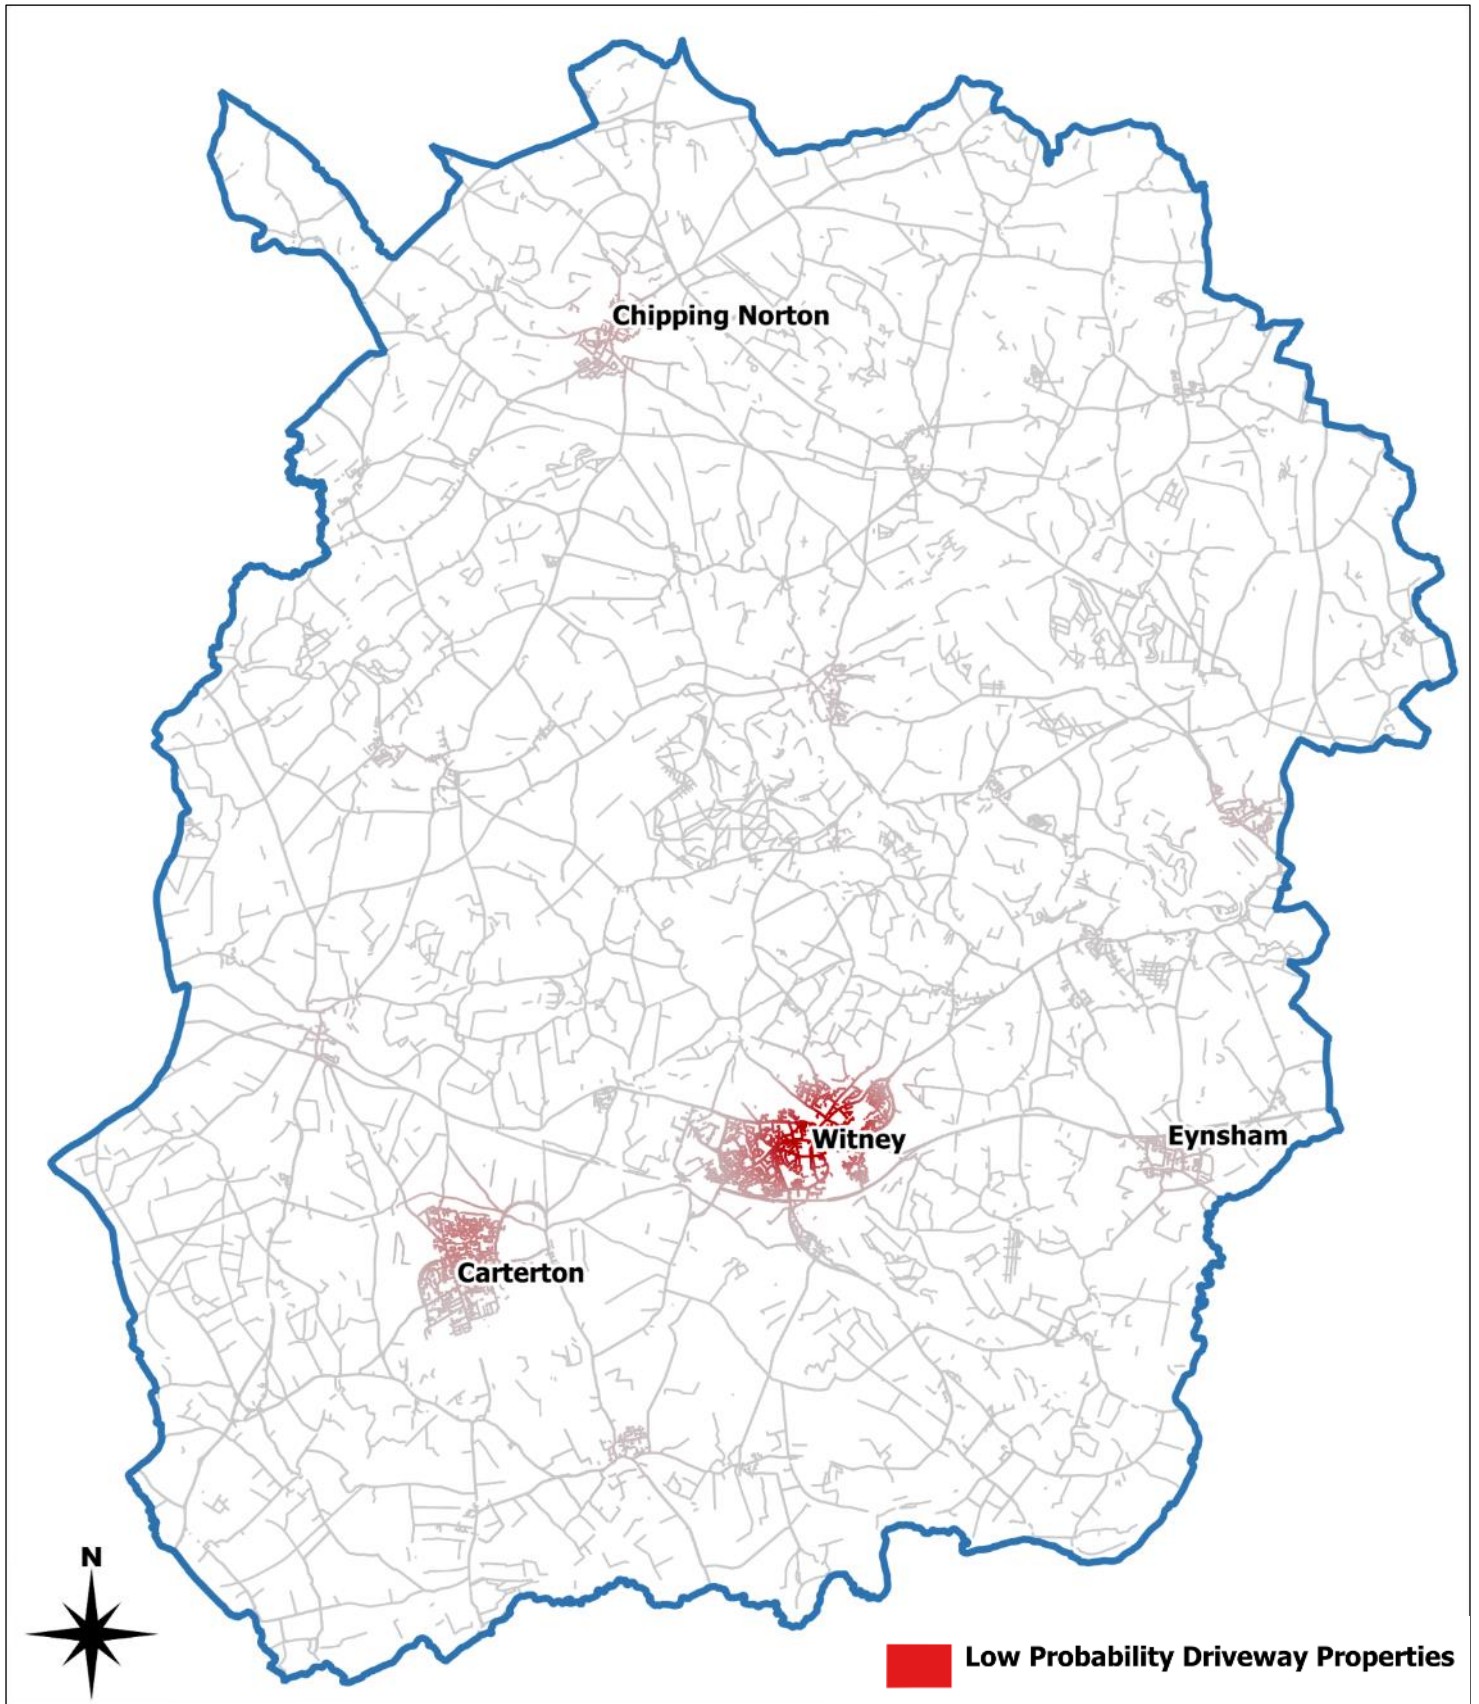 Chipping Norton
Witney
Eynsham
Carterton
N
Low Probability Driveway Properties